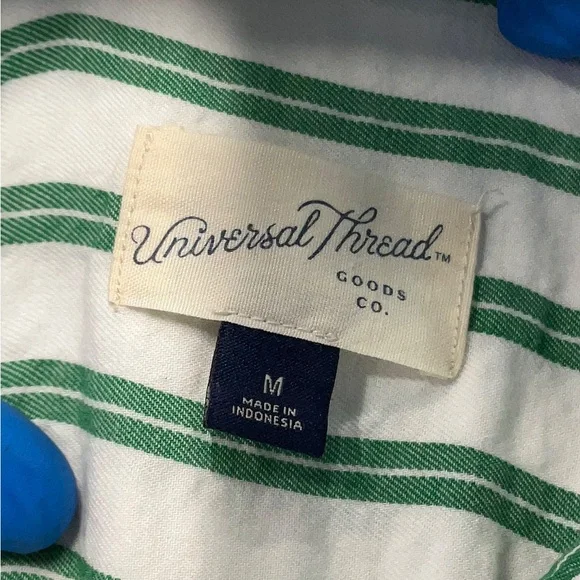 Universal Thread™
GOODS
CO.
M
MADE IN
INDONESIA